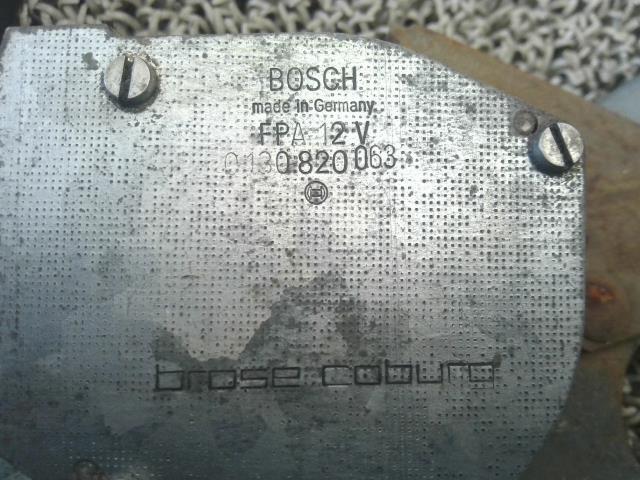 BOSCH
made in Germany
FPA 12 V
0 130 820 063
brose coburg